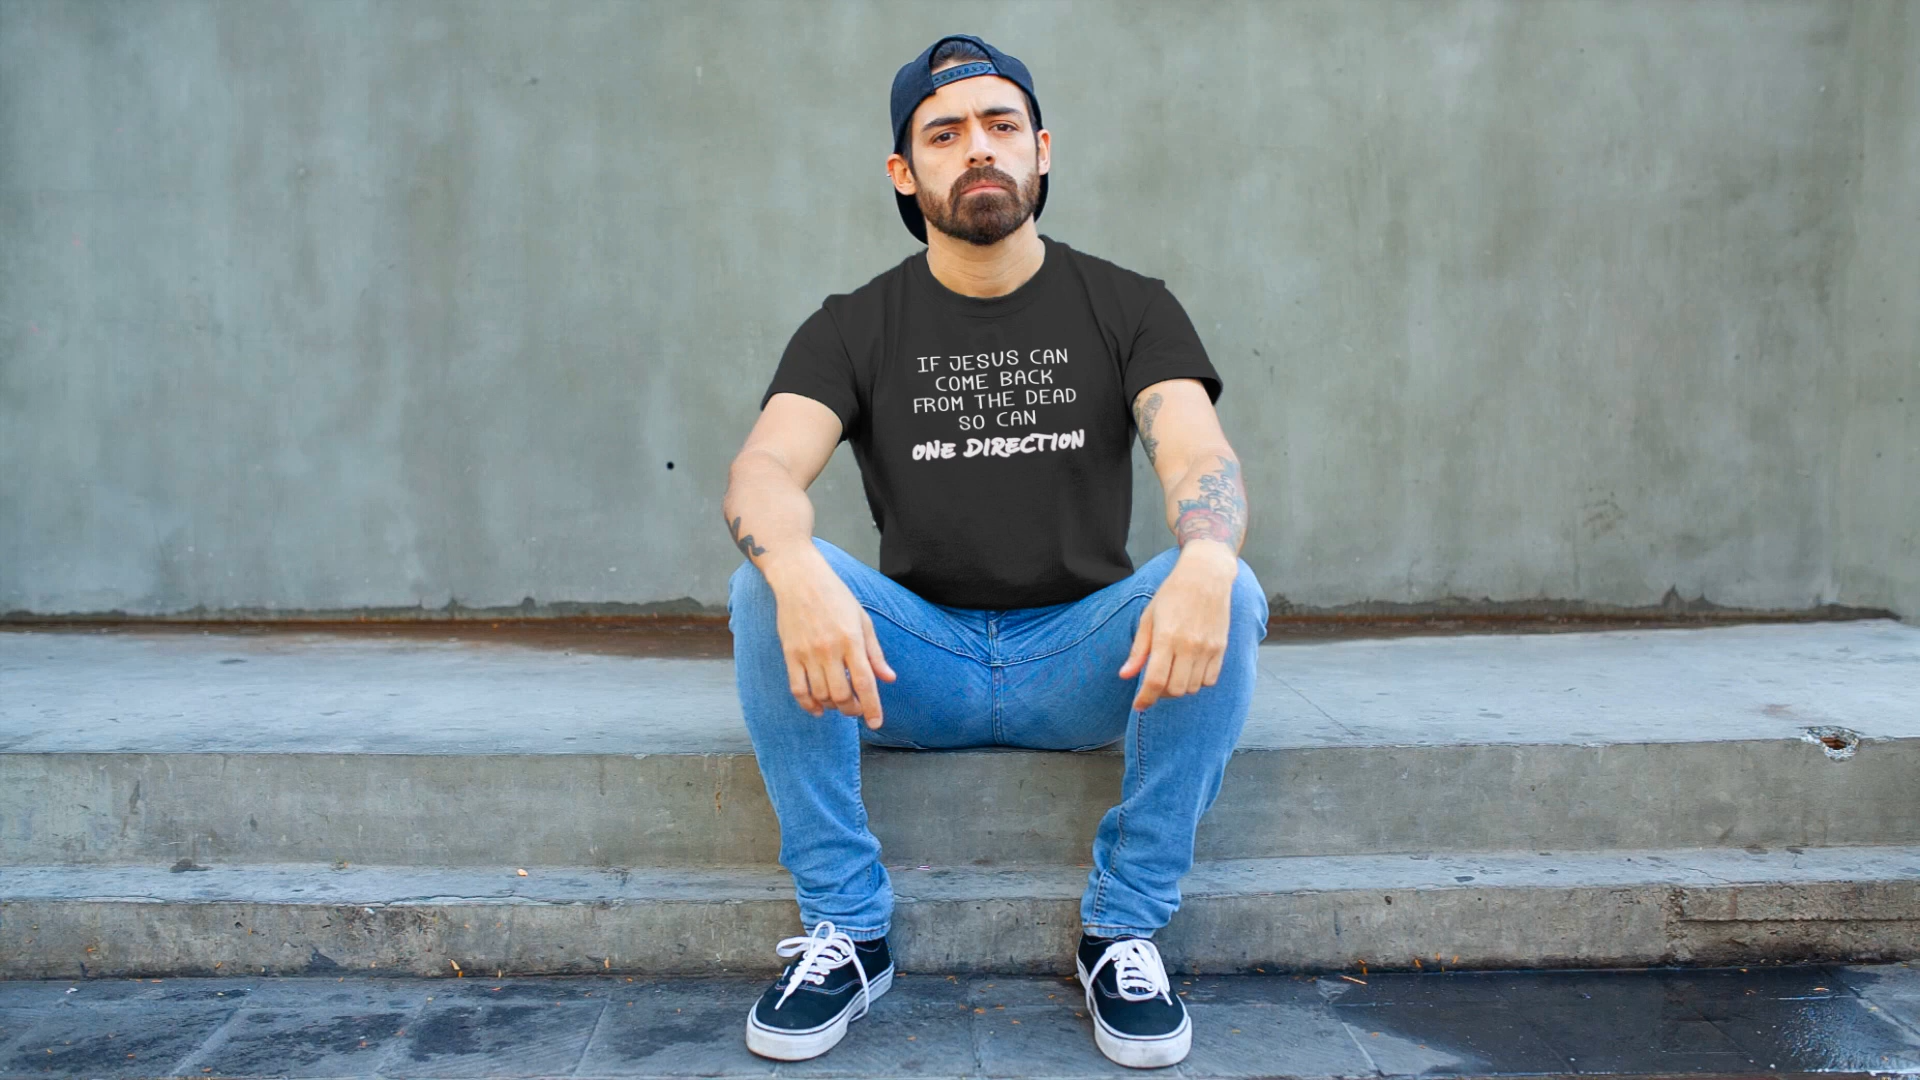 IF JESUS CAN
COME BACK
FROM THE DEAD
SO CAN
ONE DIRECTION